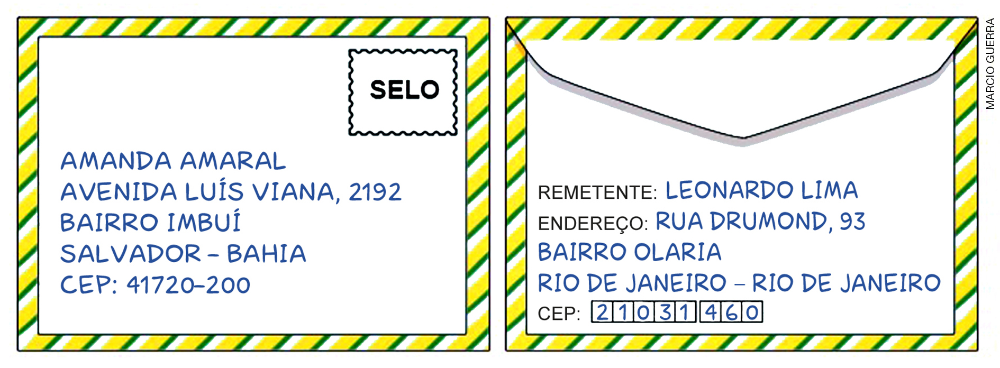 SELO
AMANDA AMARAL
AVENIDA LUÍS VIANA, 2192
BAIRRO IMBUÍ
SALVADOR – BAHIA
CEP: 41720-200
REMETENTE: LEONARDO LIMA
ENDEREÇO: RUA DRUMOND, 93
BAIRRO OLARIA
RIO DE JANEIRO – RIO DE JANEIRO
CEP: 21031 460
MARCIO GUERRA